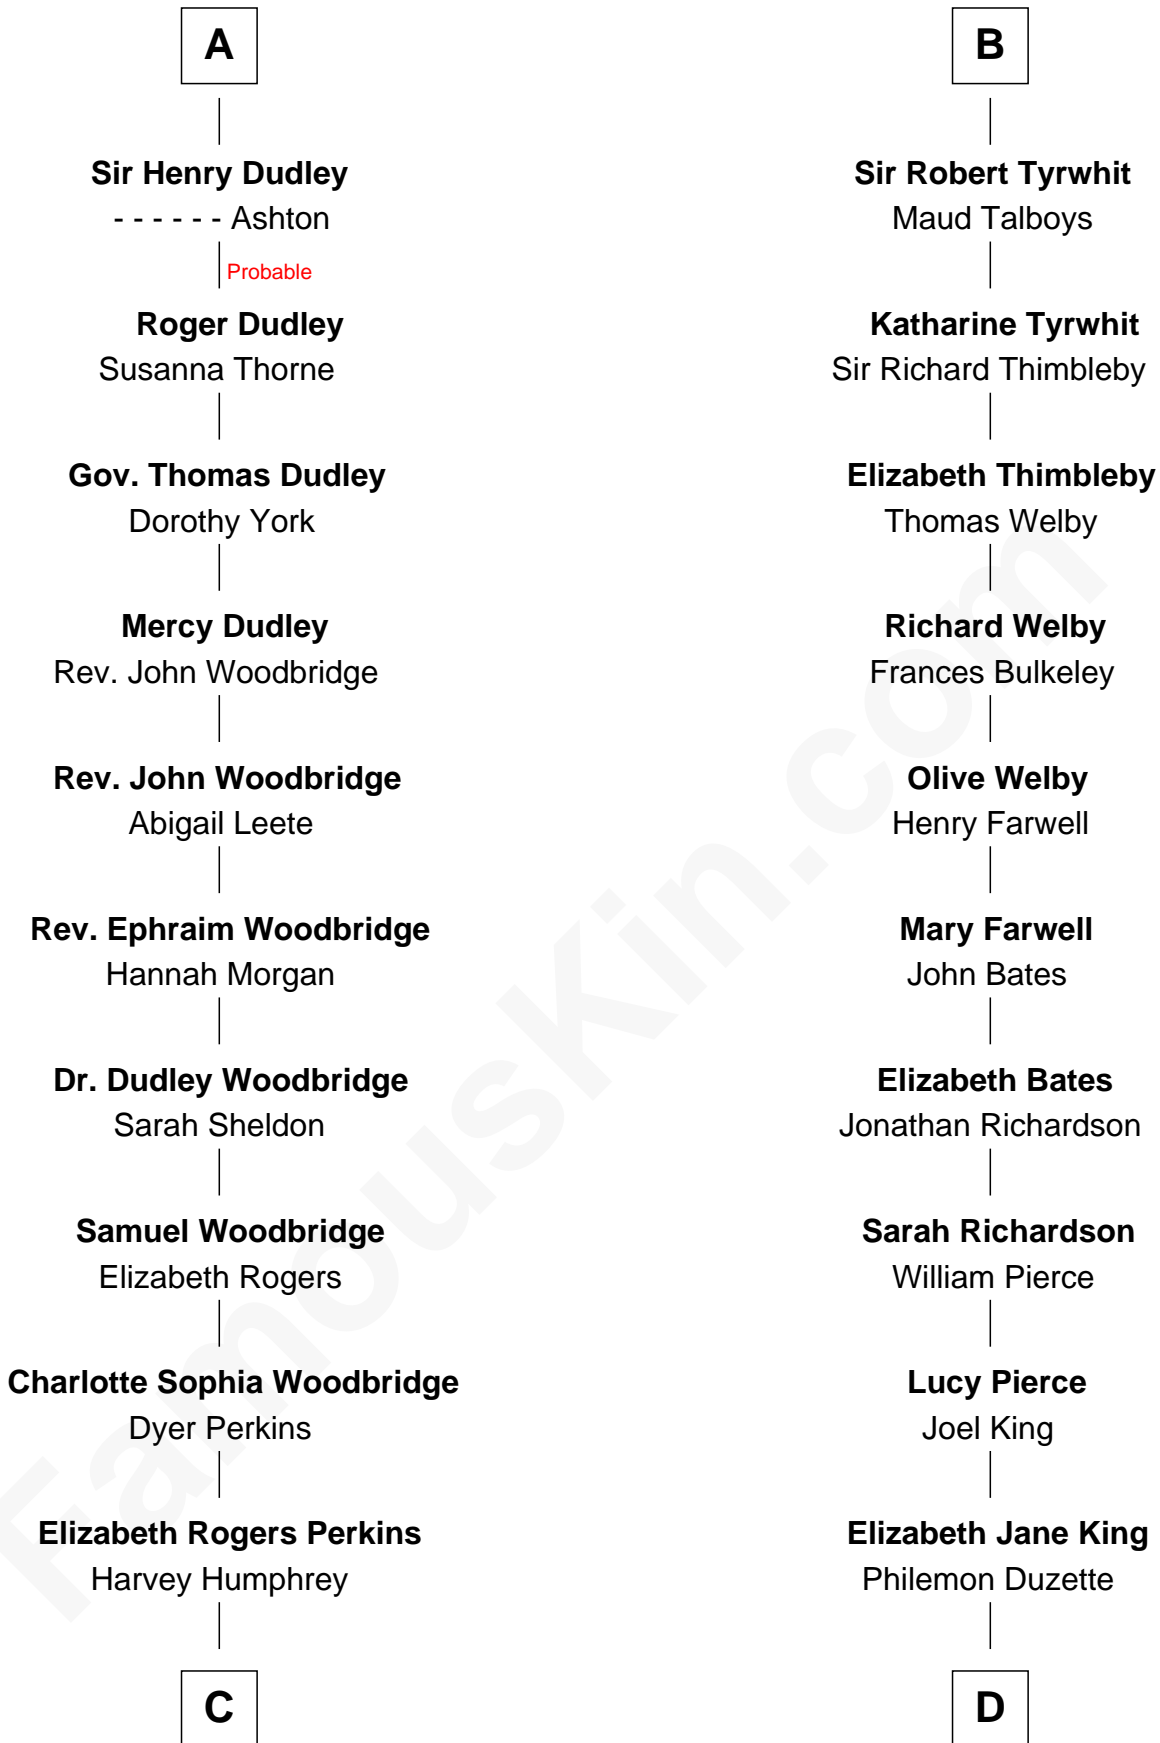 A
Sir Henry Dudley
- - - - - - Ashton
Probable
Roger Dudley
Susanna Thorne
Gov. Thomas Dudley
Dorothy York
Mercy Dudley
Rev. John Woodbridge
Rev. John Woodbridge
Abigail Leete
Rev. Ephraim Woodbridge
Hannah Morgan
Dr. Dudley Woodbridge
Sarah Sheldon
Samuel Woodbridge
Elizabeth Rogers
Charlotte Sophia Woodbridge
Dyer Perkins
Elizabeth Rogers Perkins
Harvey Humphrey
C
B
Sir Robert Tyrwhit
Maud Talboys
Katharine Tyrwhit
Sir Richard Thimbleby
Elizabeth Thimbleby
Thomas Welby
Richard Welby
Frances Bulkeley
Olive Welby
Henry Farwell
Mary Farwell
John Bates
Elizabeth Bates
Jonathan Richardson
Sarah Richardson
William Pierce
Lucy Pierce
Joel King
Elizabeth Jane King
Philemon Duzette
D
FamousKin.com